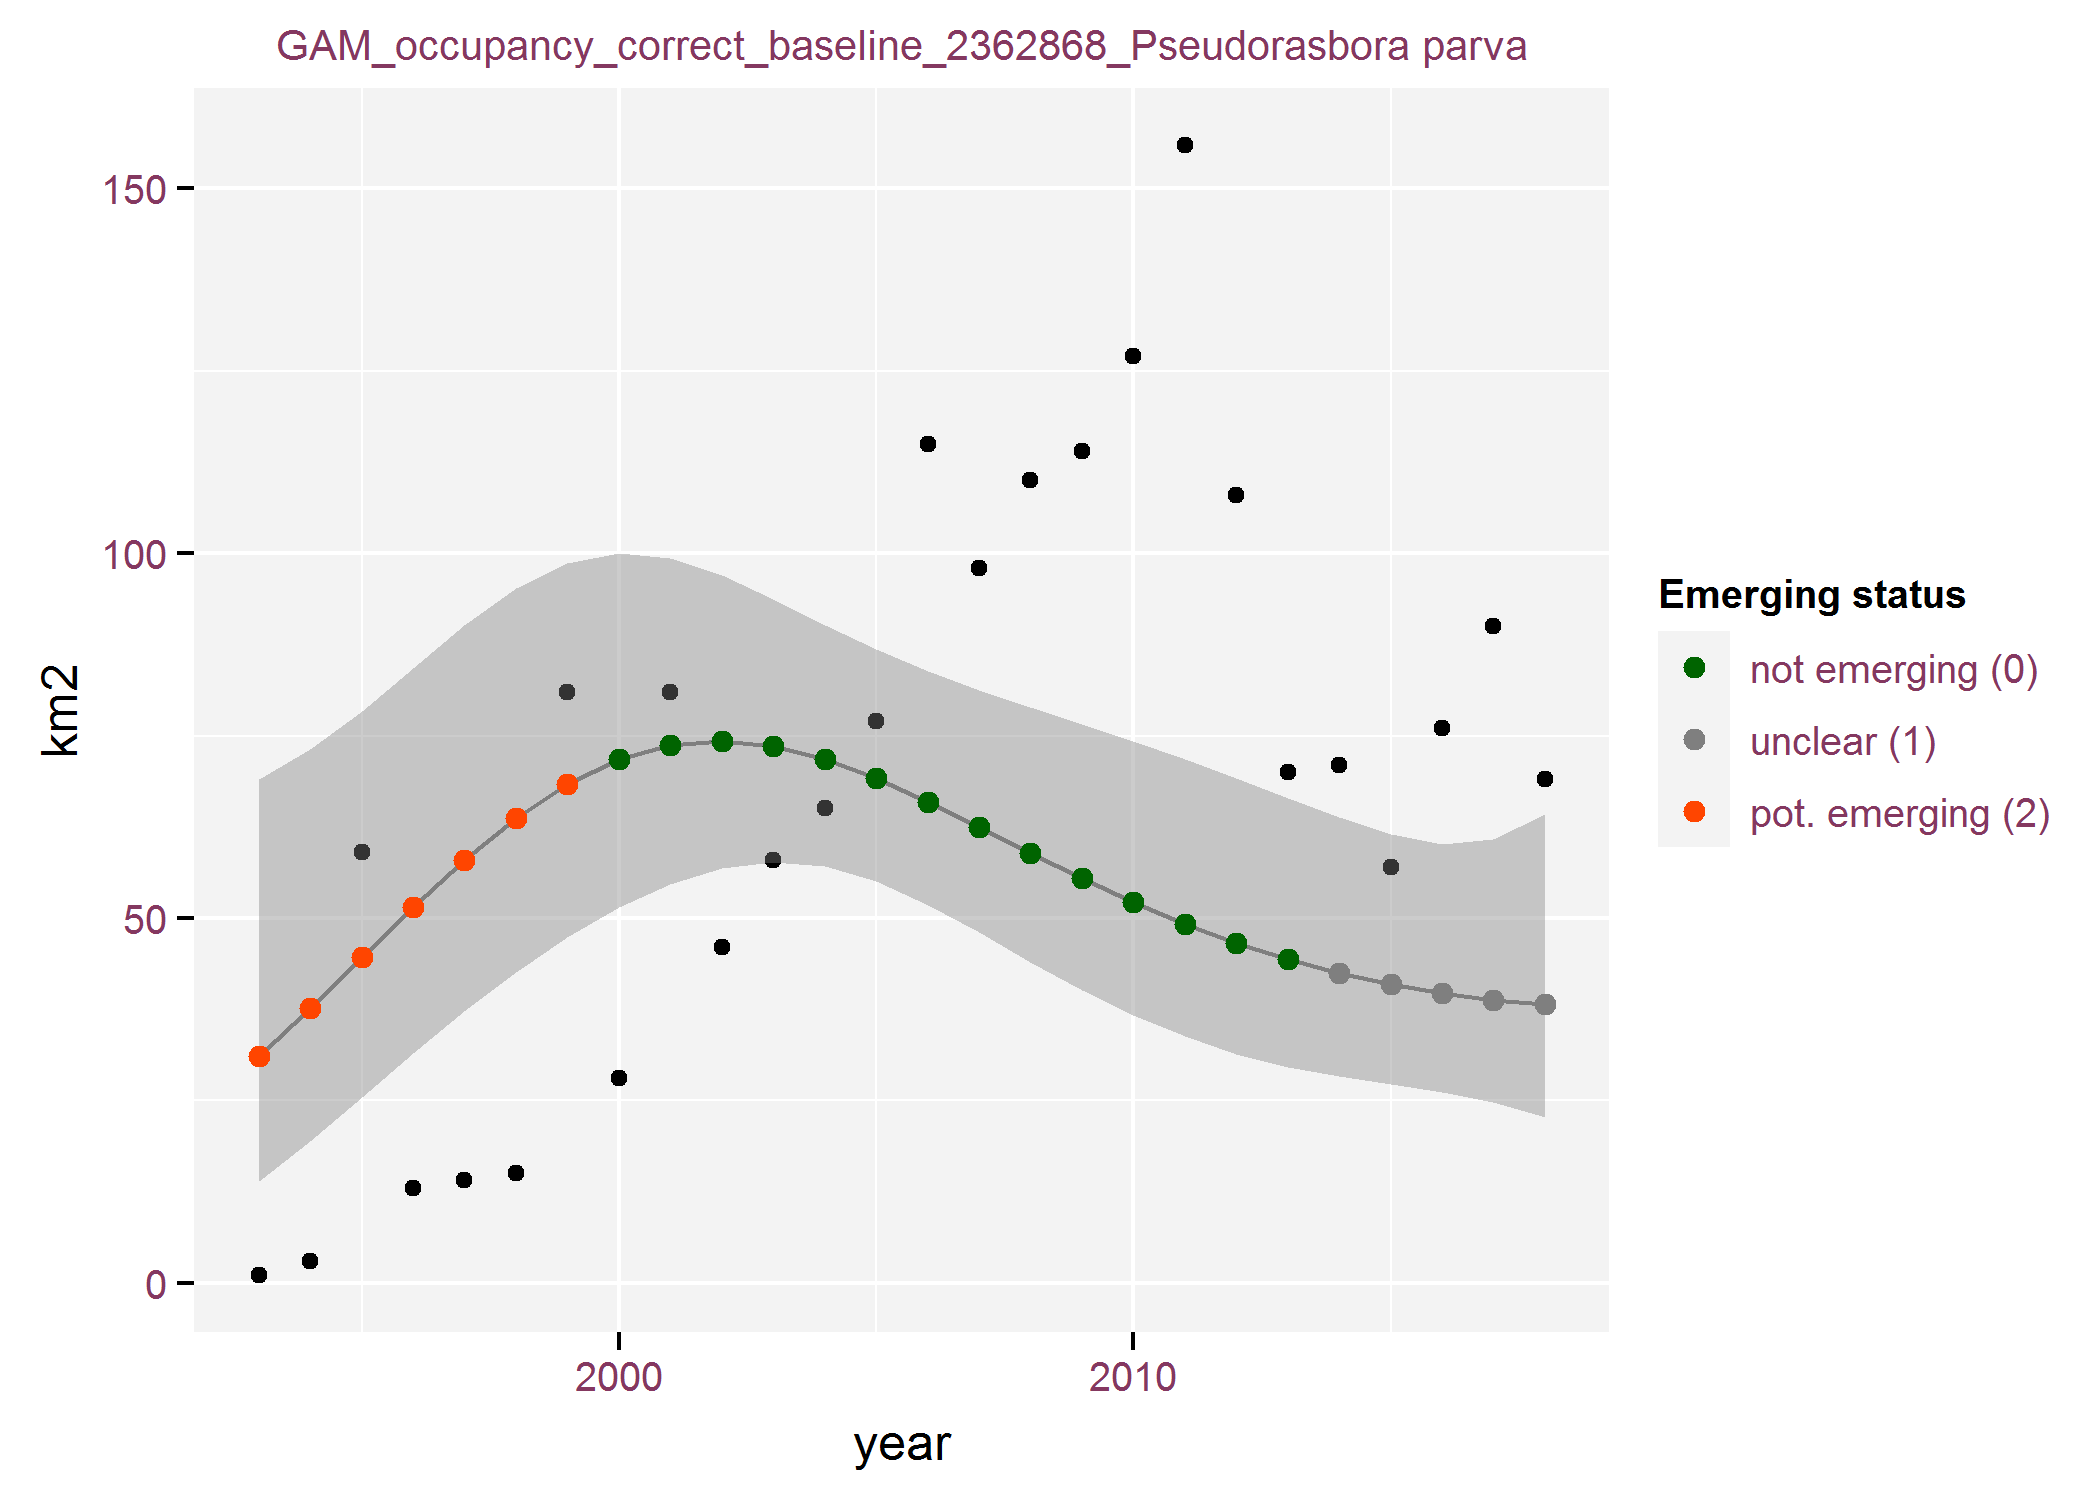 GAM_occupancy_correct_baseline_2362868_Pseudorasbora parva
150
100
50
0
km2
2000 2010
year
Emerging status
not emerging (0)
unclear (1)
pot. emerging (2)